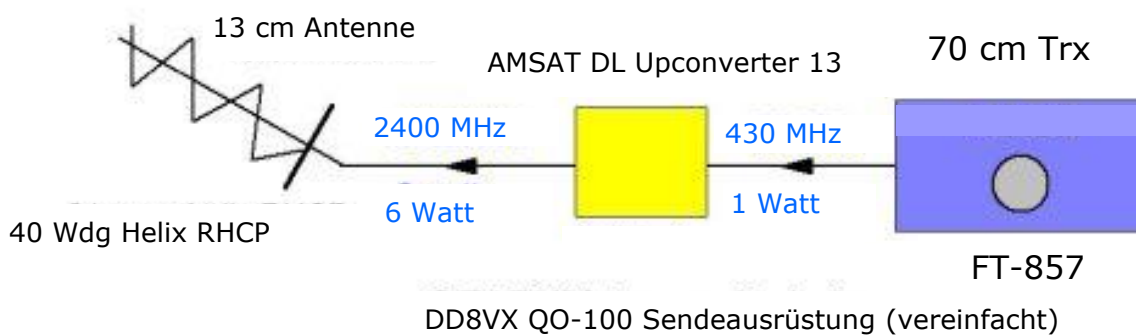 13 cm Antenne
AMSAT DL Upconverter 13
70 cm Trx
2400 MHz
430 MHz
6 Watt
1 Watt
40 Wdg Helix RHCP
FT-857
DD8VX QO-100 Sendeausrüstung (vereinfacht)